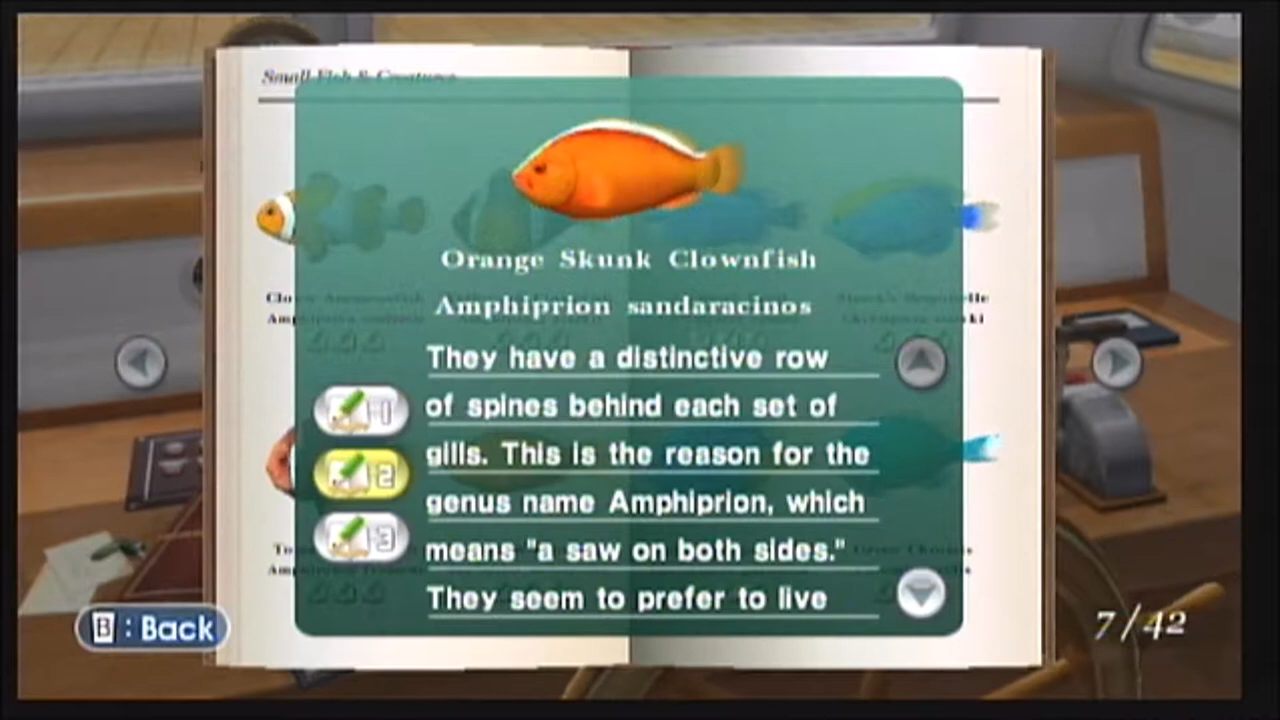 Small Fish & Creatures
Orange Skunk Clownfish
Amphiprion sandaracinos
They have a distinctive row
of spines behind each set of
gills. This is the reason for the
genus name Amphiprion, which
means "a saw on both sides."
They seem to prefer to live
1
2
3
B : Back
7/42